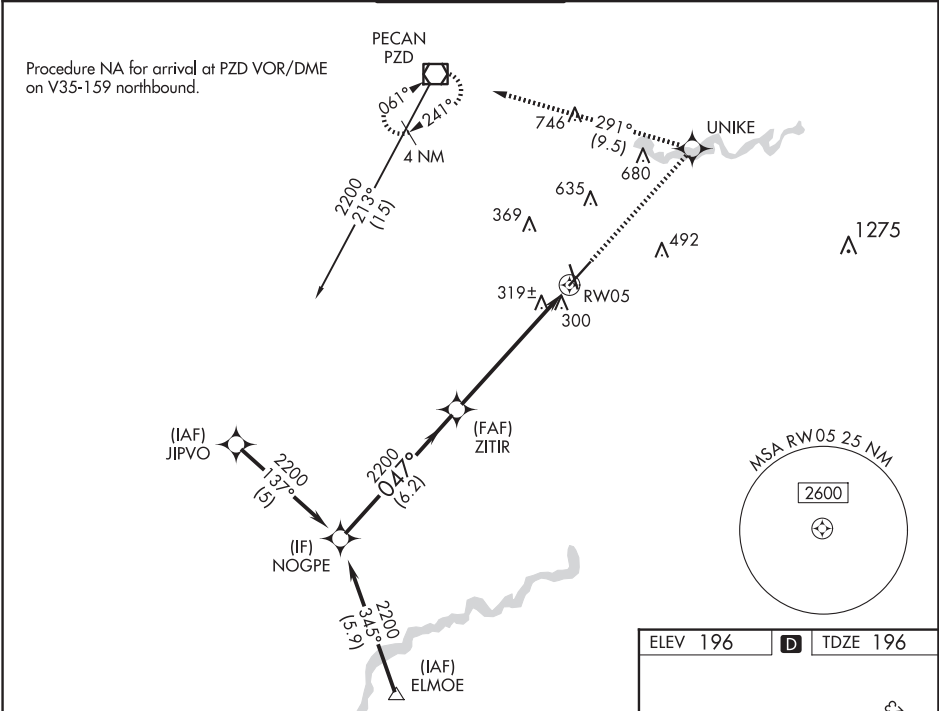 PECAN
PZD
Procedure NA for arrival at PZD VOR/DME
on V35-159 northbound.
061°
241°
4 NM
2200
213°
(15)
746
291°
(9.5)
UNIKE
680
635
369
492
1275
319±
RW05
300
(FAF)
ZITIR
(IAF)
JIPVO
2200
137°
(5)
2200
047°
(6.2)
(IF)
NOGPE
2200
345°
(5.9)
(IAF)
ELMOE
MSA RW05 25 NM
2600
ELEV 196 D TDZE 196